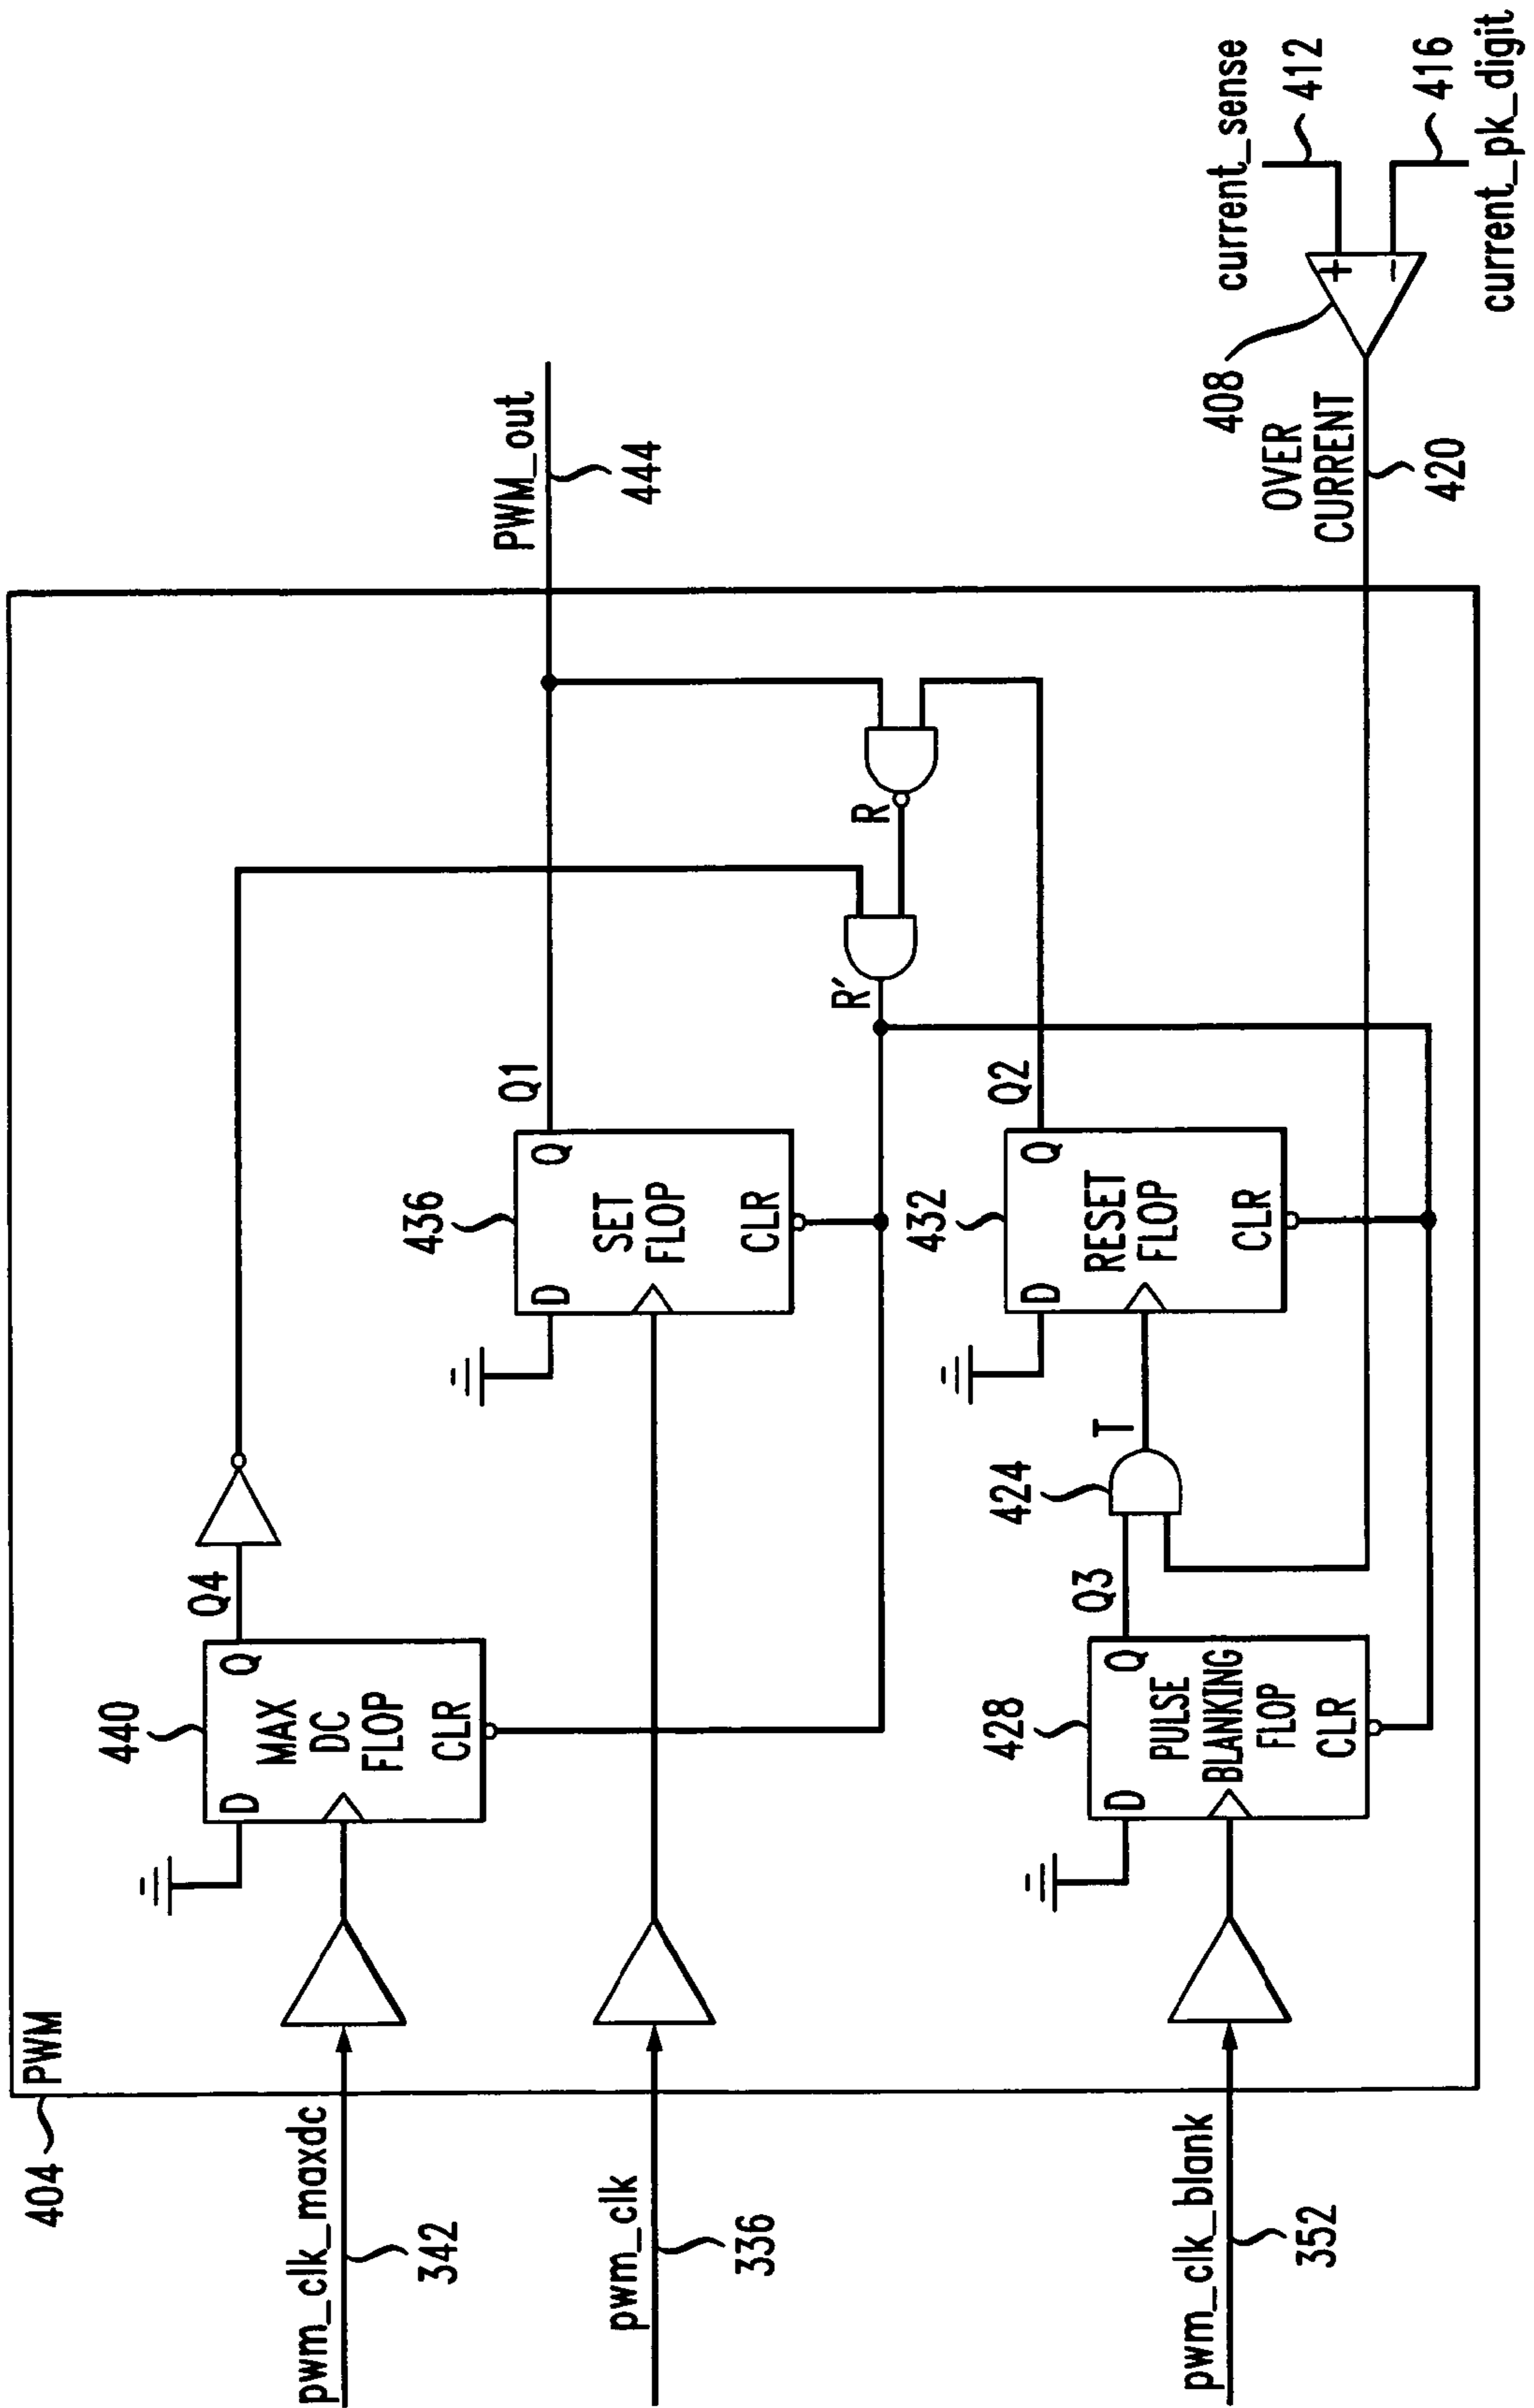 404
PWM
pwm_clk_maxdc
342
440
D
Q
MAX
DC
FLOP
CLR
Q4
pwm_clk
336
436
D
Q
SET
FLOP
CLR
Q1
PWM_out
444
R'
R
pwm_clk_blank
352
428
D
Q
PULSE
BLANKING
FLOP
CLR
Q3
424
T
432
D
Q
RESET
FLOP
CLR
Q2
OVER
CURRENT
420
408
+
−
current_sense
412
416
current_pk_digit